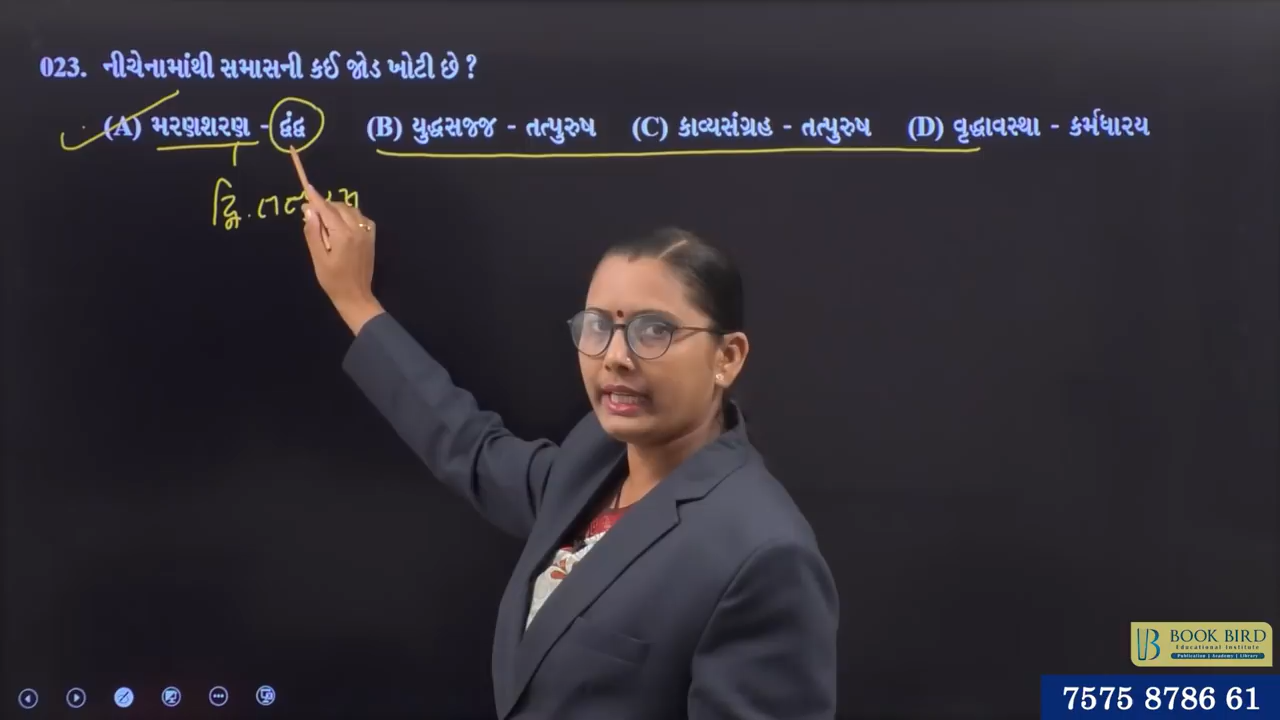 023. નીચેનામાંથી સમાસની કઈ જોડ ખોટી છે ?
(A) મરણશરણ - દ્વંદ્વ (B) યુદ્ધસજ્જ - તત્પુરુષ (C) કાવ્યસંગ્રહ - તત્પુરુષ (D) વૃદ્ધાવસ્થા - કર્મધારય
દ્વિ.
BOOK BIRD
Educational Institute
Publication | Academy | Library
7575 8786 61